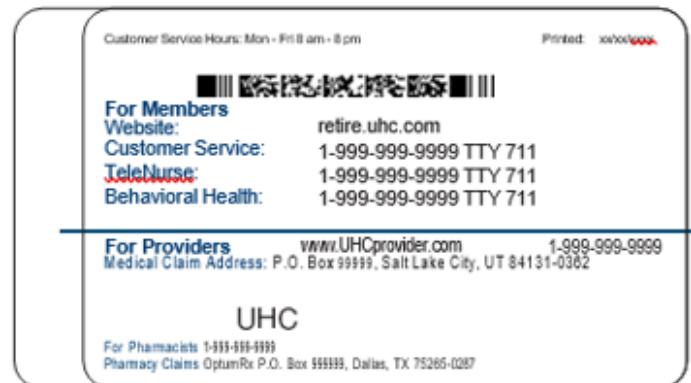 Customer Service Hours: Mon - Fri 8 am - 8 pm Printed: xx/xx/xxxx
For Members
Website: retire.uhc.com
Customer Service: 1-999-999-9999 TTY 711
TeleNurse: 1-999-999-9999 TTY 711
Behavioral Health: 1-999-999-9999 TTY 711
For Providers www.UHCprovider.com 1-999-999-9999
Medical Claim Address: P.O. Box 99999, Salt Lake City, UT 84131-0362
UHC
For Pharmacists 1-999-999-9999
Pharmacy Claims OptumRx P.O. Box 999999, Dallas, TX 75265-0287